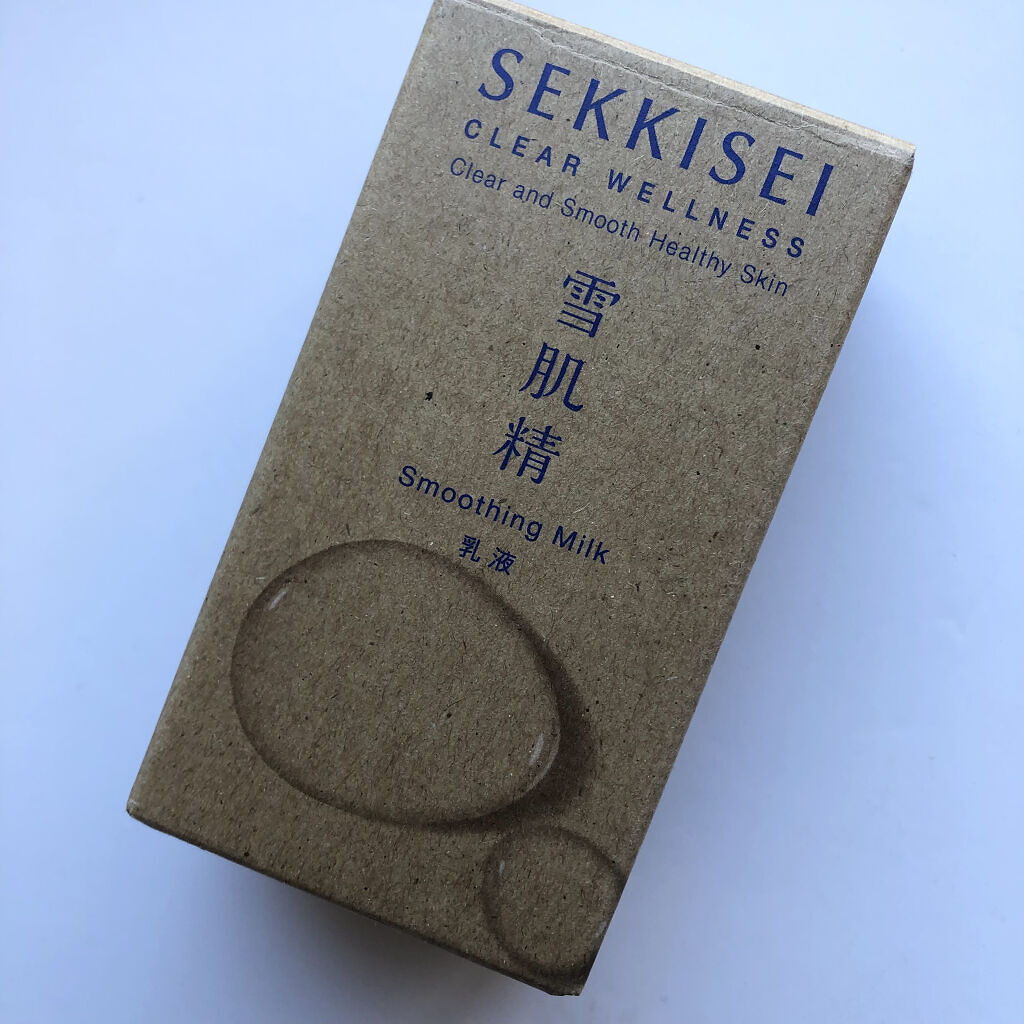 SEKKISEI
CLEAR WELLNESS
Clear and Smooth Healthy Skin
雪肌精
Smoothing Milk
乳液